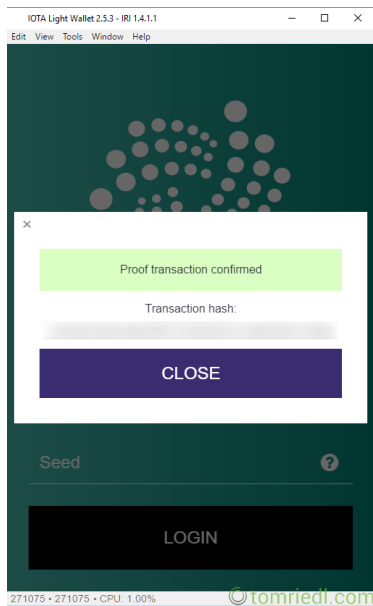 IOTA Light Wallet 2.5.3 - IRI 1.4.1.1
Edit View Tools Window Help
×
Proof transaction confirmed
Transaction hash:
CLOSE
Seed
?
LOGIN
271075 • 271075 • CPU: 1.00%
© tomriedl.com